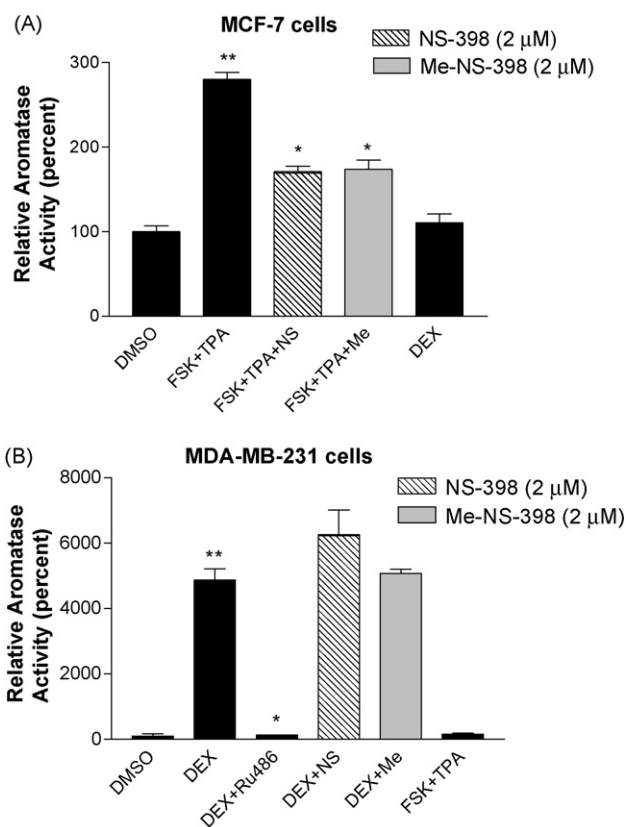 (A)
MCF-7 cells
NS-398 (2 μM)
Me-NS-398 (2 μM)
Relative Aromatase
Activity (percent)
300
200
100
0
**
*
*
DMSO
FSK+TPA
FSK+TPA+NS
FSK+TPA+Me
DEX
(B)
MDA-MB-231 cells
NS-398 (2 μM)
Me-NS-398 (2 μM)
Relative Aromatase
Activity (percent)
8000
6000
4000
2000
0
**
*
DMSO
DEX
DEX+Ru486
DEX+NS
DEX+Me
FSK+TPA